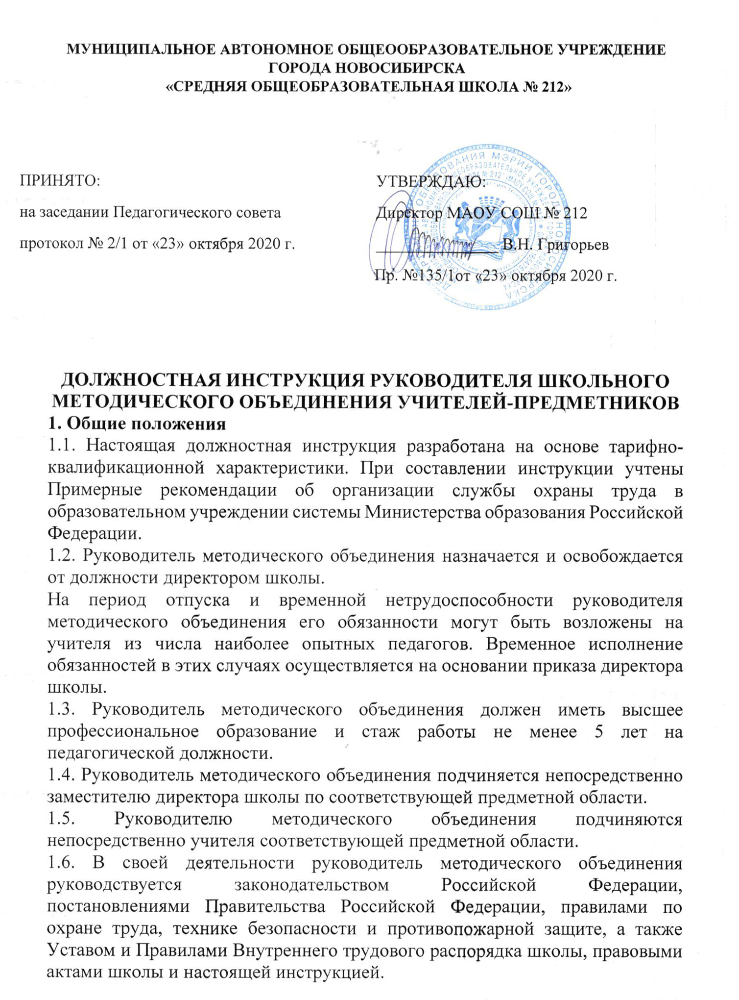 МУНИЦИПАЛЬНОЕ АВТОНОМНОЕ ОБЩЕООБРАЗОВАТЕЛЬНОЕ УЧРЕЖДЕНИЕ
ГОРОДА НОВОСИБИРСКА
«СРЕДНЯЯ ОБЩЕОБРАЗОВАТЕЛЬНАЯ ШКОЛА № 212»
ПРИНЯТО:
на заседании Педагогического совета
протокол № 2/1 от «23» октября 2020 г.
УТВЕРЖДАЮ:
Директор МАОУ СОШ № 212
В.Н. Григорьев
Пр. №135/1от «23» октября 2020 г.
ДОЛЖНОСТНАЯ ИНСТРУКЦИЯ РУКОВОДИТЕЛЯ ШКОЛЬНОГО
МЕТОДИЧЕСКОГО ОБЪЕДИНЕНИЯ УЧИТЕЛЕЙ-ПРЕДМЕТНИКОВ
1. Общие положения
1.1. Настоящая должностная инструкция разработана на основе тарифно-
квалификационной характеристики. При составлении инструкции учтены
Примерные рекомендации об организации службы охраны труда в
образовательном учреждении системы Министерства образования Российской
Федерации.
1.2. Руководитель методического объединения назначается и освобождается
от должности директором школы.
На период отпуска и временной нетрудоспособности руководителя
методического объединения его обязанности могут быть возложены на
учителя из числа наиболее опытных педагогов. Временное исполнение
обязанностей в этих случаях осуществляется на основании приказа директора
школы.
1.3. Руководитель методического объединения должен иметь высшее
профессиональное образование и стаж работы не менее 5 лет на
педагогической должности.
1.4. Руководитель методического объединения подчиняется непосредственно
заместителю директора школы по соответствующей предметной области.
1.5. Руководителю методического объединения подчиняются
непосредственно учителя соответствующей предметной области.
1.6. В своей деятельности руководитель методического объединения
руководствуется законодательством Российской Федерации,
постановлениями Правительства Российской Федерации, правилами по
охране труда, технике безопасности и противопожарной защите, а также
Уставом и Правилами Внутреннего трудового распорядка школы, правовыми
актами школы и настоящей инструкцией.